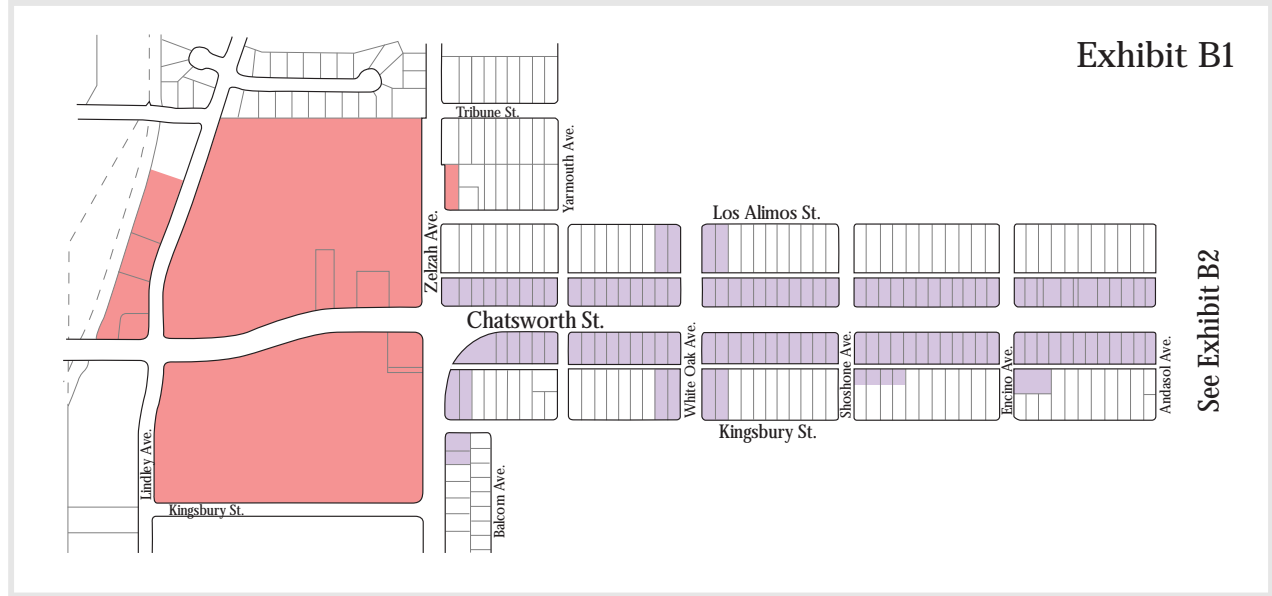 Exhibit B1
Tribune St.
Yarmouth Ave.
Zelzah Ave.
Los Alimos St.
Chatsworth St.
White Oak Ave.
Shoshone Ave.
Encino Ave.
Andasol Ave.
See Exhibit B2
Kingsbury St.
Lindley Ave.
Kingsbury St.
Balcom Ave.